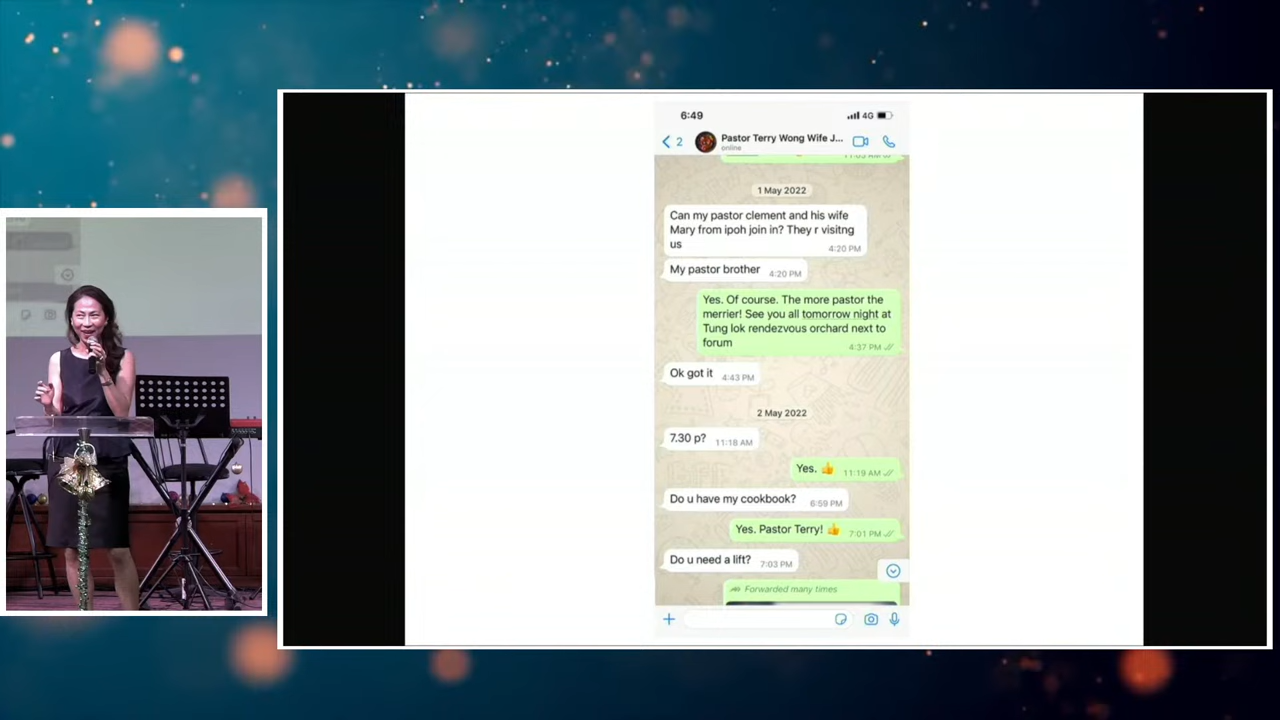 6:49
4G
2
Pastor Terry Wong Wife J...
online
1 May 2022
Can my pastor clement and his wife
Mary from ipoh join in? They r visitng
us
4:20 PM
My pastor brother
4:20 PM
Yes. Of course. The more pastor the
merrier! See you all tomorrow night at
Tung lok rendezvous orchard next to
forum
4:37 PM
Ok got it
4:43 PM
2 May 2022
7.30 p?
11:18 AM
Yes. 👍
11:19 AM
Do u have my cookbook?
6:59 PM
Yes. Pastor Terry! 👍
7:01 PM
Do u need a lift?
7:03 PM
Forwarded many times